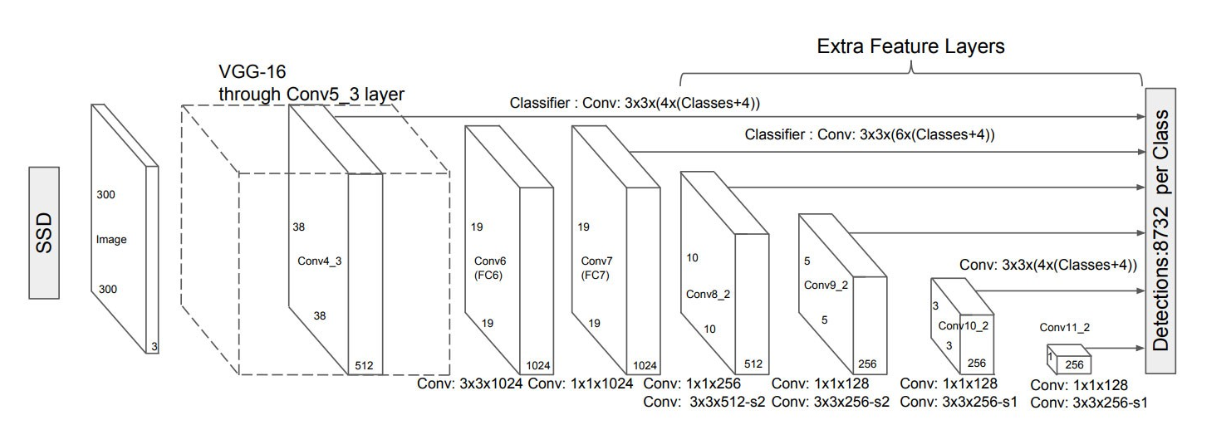 Extra Feature Layers
VGG-16
through Conv5_3 layer
Classifier : Conv: 3x3x(4x(Classes+4))
Classifier : Conv: 3x3x(6x(Classes+4))
SSD
300
Image
300
3
38
Conv4_3
38
512
19
Conv6
(FC6)
19
1024
19
Conv7
(FC7)
19
1024
10
Conv8_2
10
512
5
Conv9_2
5
256
Conv: 3x3x(4x(Classes+4))
3
Conv10_2
3
256
Conv11_2
1
256
Detections:8732 per Class
Conv: 3x3x1024
Conv: 1x1x1024
Conv: 1x1x256
Conv: 3x3x512-s2
Conv: 1x1x128
Conv: 3x3x256-s2
Conv: 1x1x128
Conv: 3x3x256-s1
Conv: 1x1x128
Conv: 3x3x256-s1